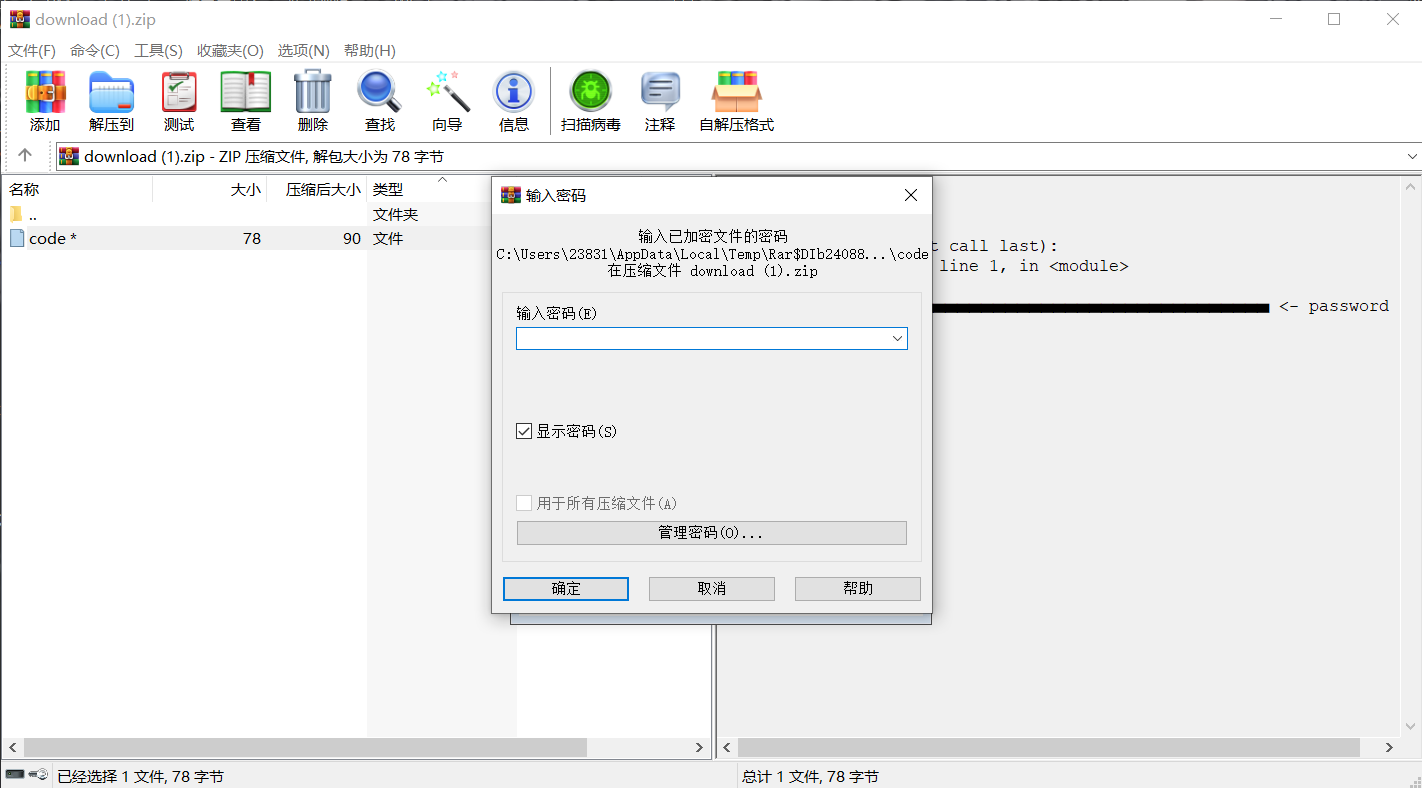 download (1).zip
文件(F) 命令(C) 工具(S) 收藏夹(O) 选项(N) 帮助(H)
添加 解压到 测试 查看 删除 查找 向导 信息 扫描病毒 注释 自解压格式
download (1).zip - ZIP 压缩文件, 解包大小为 78 字节
名称 大小 压缩后大小 类型
.. 文件夹
code * 78 90 文件
输入密码
输入已加密文件的密码
C:\Users\23831\AppData\Local\Temp\Rar$DIb24088...\code
在压缩文件 download (1).zip
输入密码(E)
显示密码(S)
用于所有压缩文件(A)
管理密码(O)...
确定 取消 帮助
call last):
line 1, in <module>
<- password
已经选择 1 文件, 78 字节
总计 1 文件, 78 字节